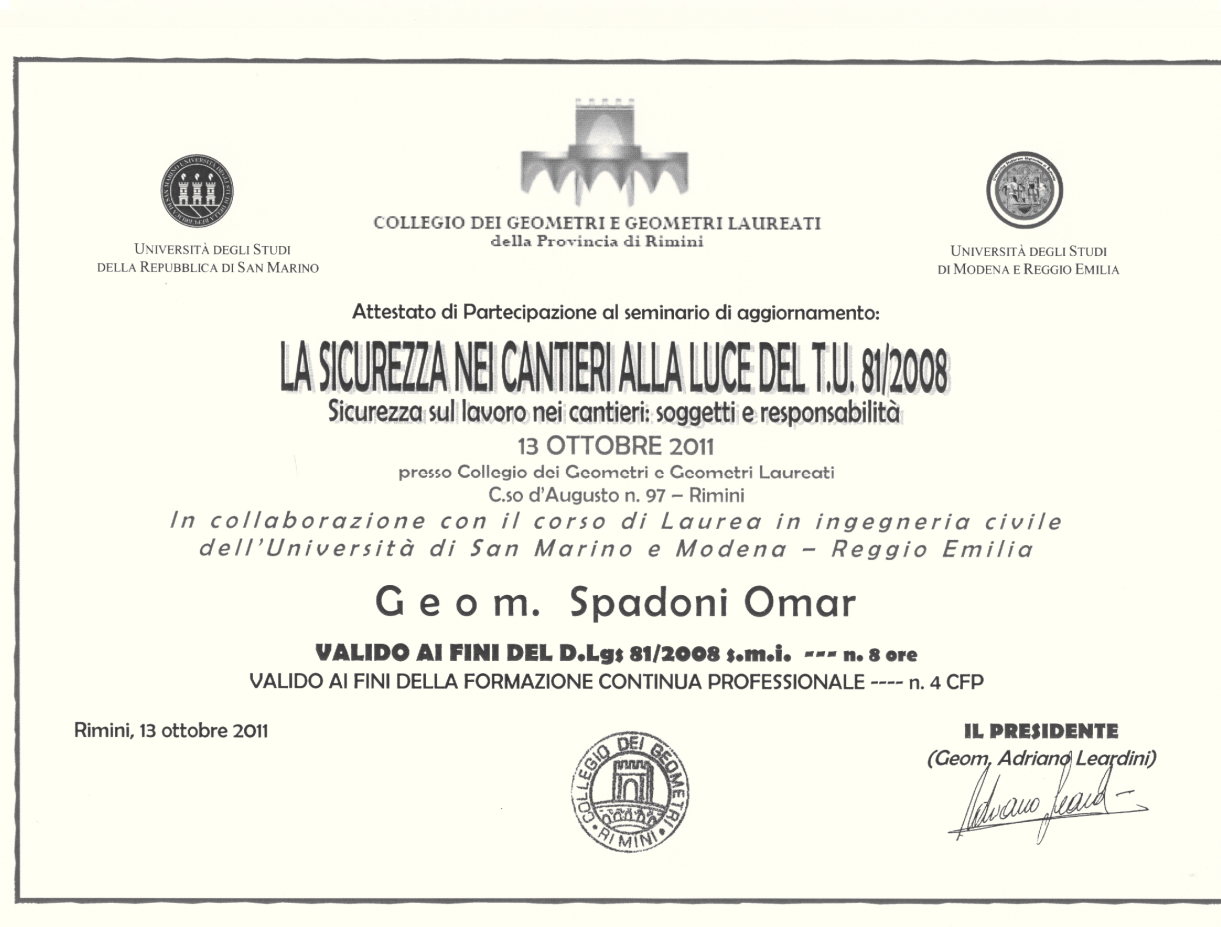 COLLEGIO DEI GEOMETRI E GEOMETRI LAUREATI
della Provincia di Rimini
UNIVERSITÀ DEGLI STUDI
DELLA REPUBBLICA DI SAN MARINO
UNIVERSITÀ DEGLI STUDI
DI MODENA E REGGIO EMILIA
Attestato di Partecipazione al seminario di aggiornamento:
LA SICUREZZA NEI CANTIERI ALLA LUCE DEL T.U. 81/2008
Sicurezza sul lavoro nei cantieri: soggetti e responsabilità
13 OTTOBRE 2011
presso Collegio dei Geometri e Geometri Laureati
C.so d'Augusto n. 97 – Rimini
In collaborazione con il corso di Laurea in ingegneria civile
dell'Università di San Marino e Modena – Reggio Emilia
Geom. Spadoni Omar
VALIDO AI FINI DEL D.Lgs 81/2008 s.m.i. --- n. 8 ore
VALIDO AI FINI DELLA FORMAZIONE CONTINUA PROFESSIONALE ---- n. 4 CFP
Rimini, 13 ottobre 2011
COLLEGIO DEI GEOMETRI • RIMINI •
IL PRESIDENTE
(Geom. Adriano Leardini)